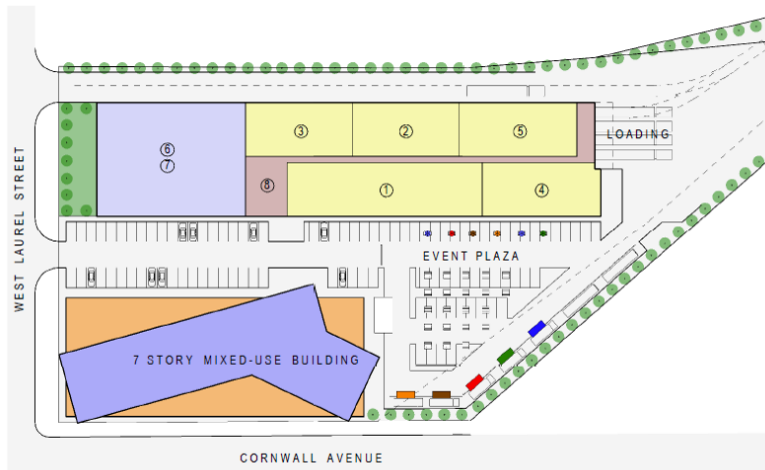 6
7
3
2
5
LOADING
8
1
4
WEST LAUREL STREET
EVENT PLAZA
7 STORY MIXED-USE BUILDING
CORNWALL AVENUE